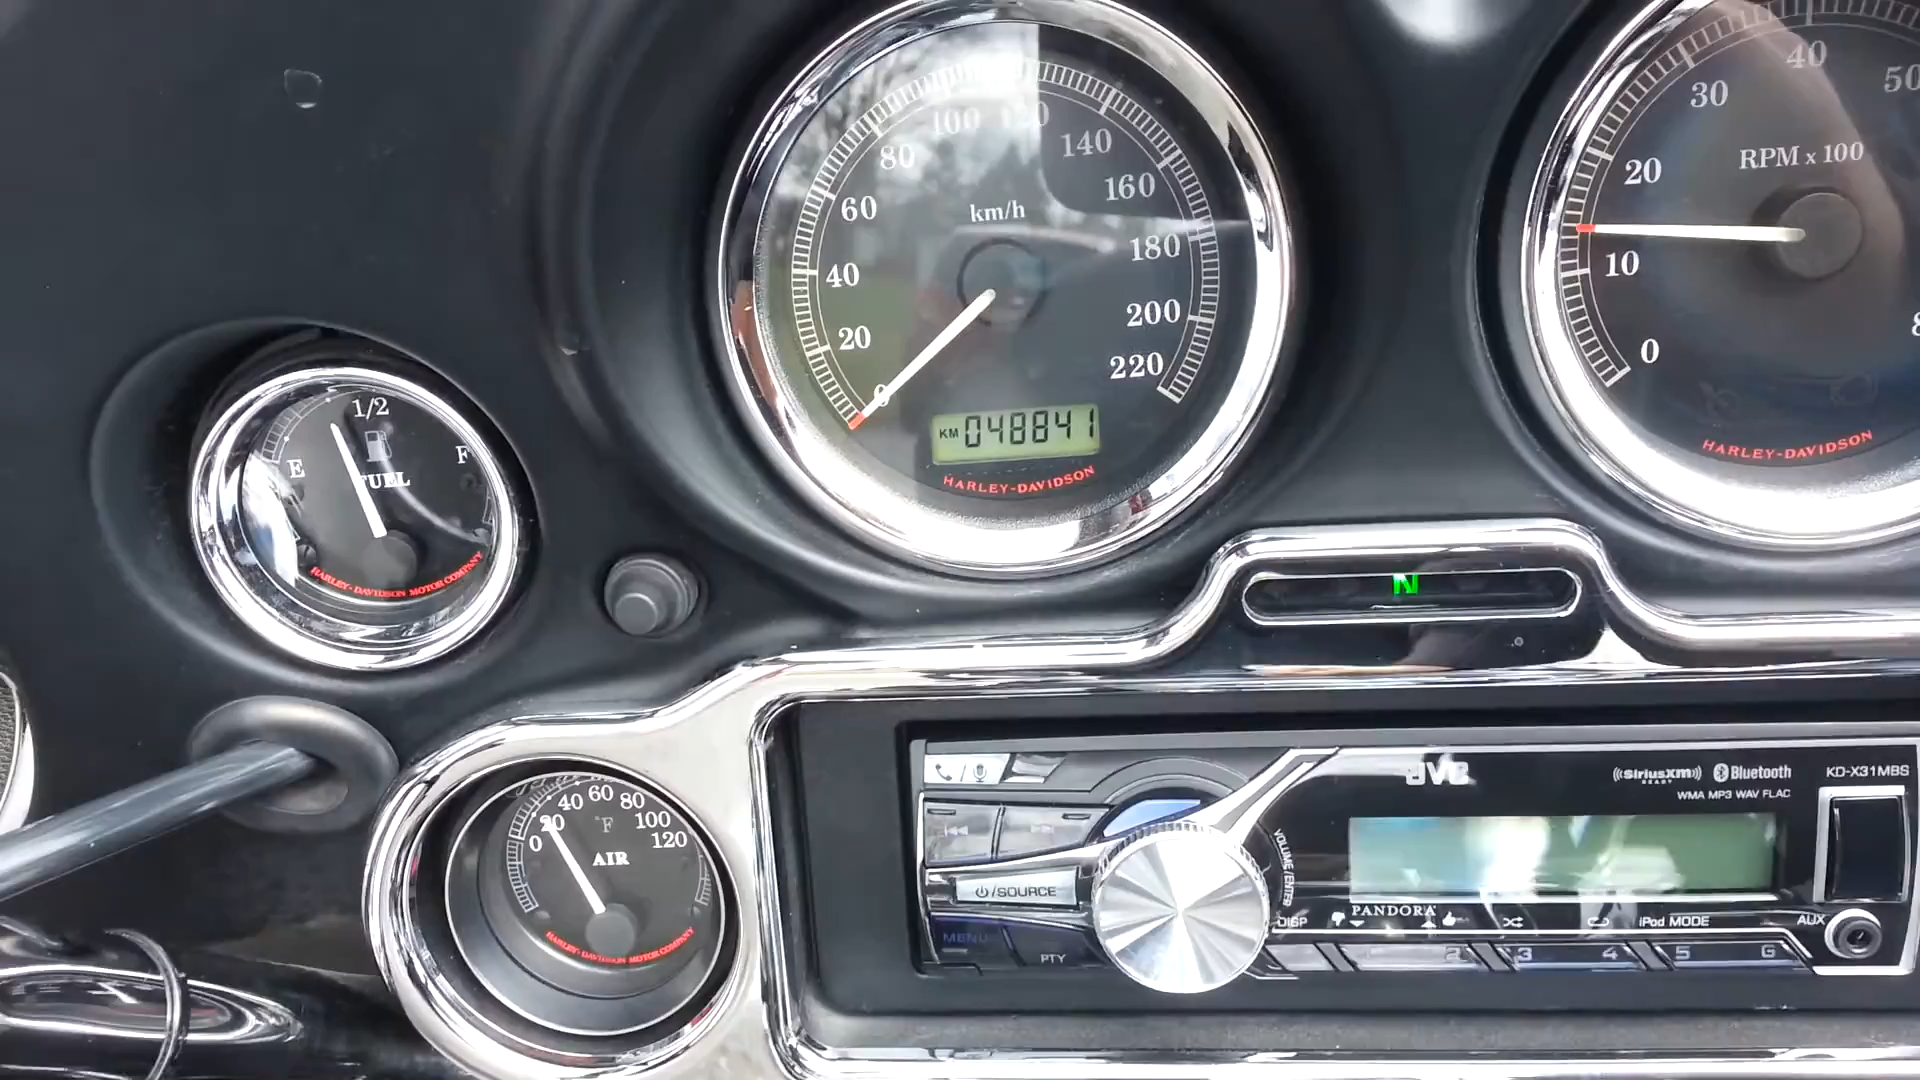 30
40
50
20
RPM x 100
10
0
HARLEY-DAVIDSON
100
120
80
140
60
160
km/h
40
180
20
200
0
220
KM 048841
HARLEY-DAVIDSON
1/2
E
F
FUEL
HARLEY-DAVIDSON MOTOR COMPANY
N
40 60 80
20 °F 100
0 120
AIR
HARLEY-DAVIDSON MOTOR COMPANY
JVC
((SiriusXm)) Bluetooth KD-X31MBS
READY
WMA MP3 WAV FLAC
VOLUME/ENTER
/SOURCE
DISP PANDORA iPod MODE AUX
MENU
PTY
2 3 4 5 6